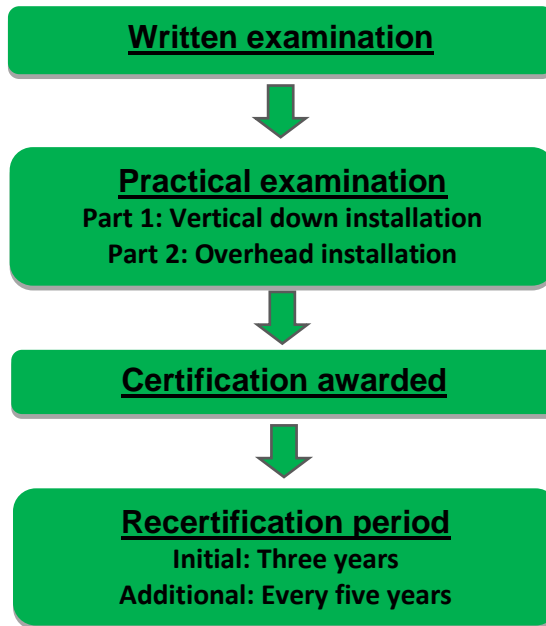 Written examination
Practical examination
Part 1: Vertical down installation
Part 2: Overhead installation
Certification awarded
Recertification period
Initial: Three years
Additional: Every five years